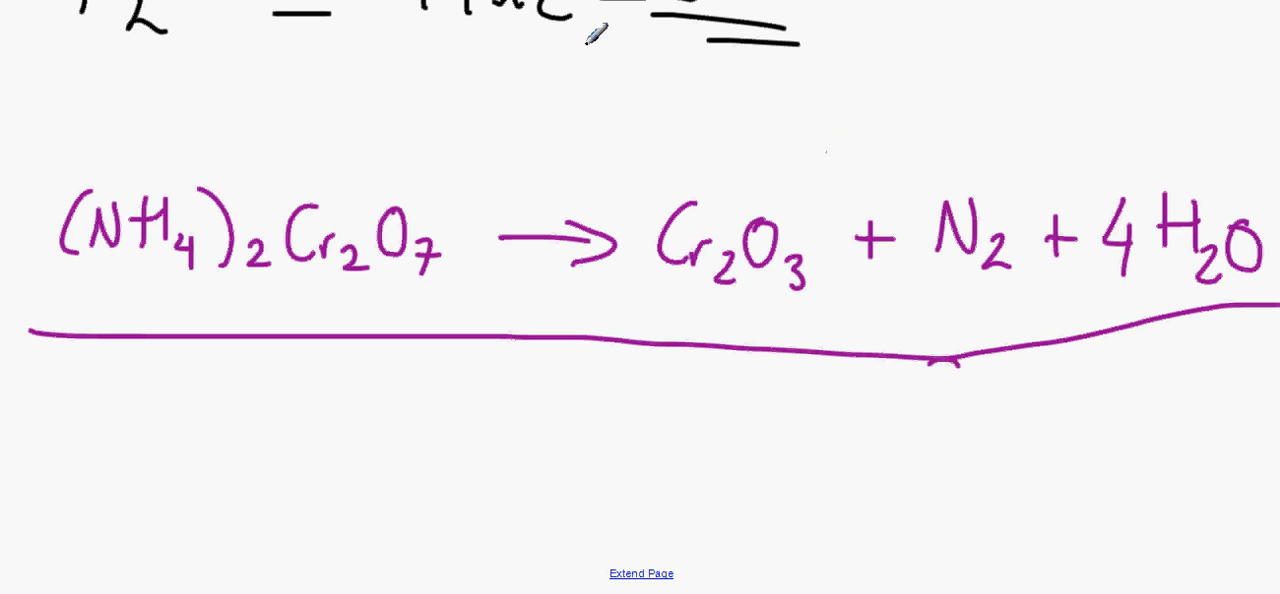 (NH₄)₂Cr₂O₇ → Cr₂O₃ + N₂ + 4H₂O
Extend Page